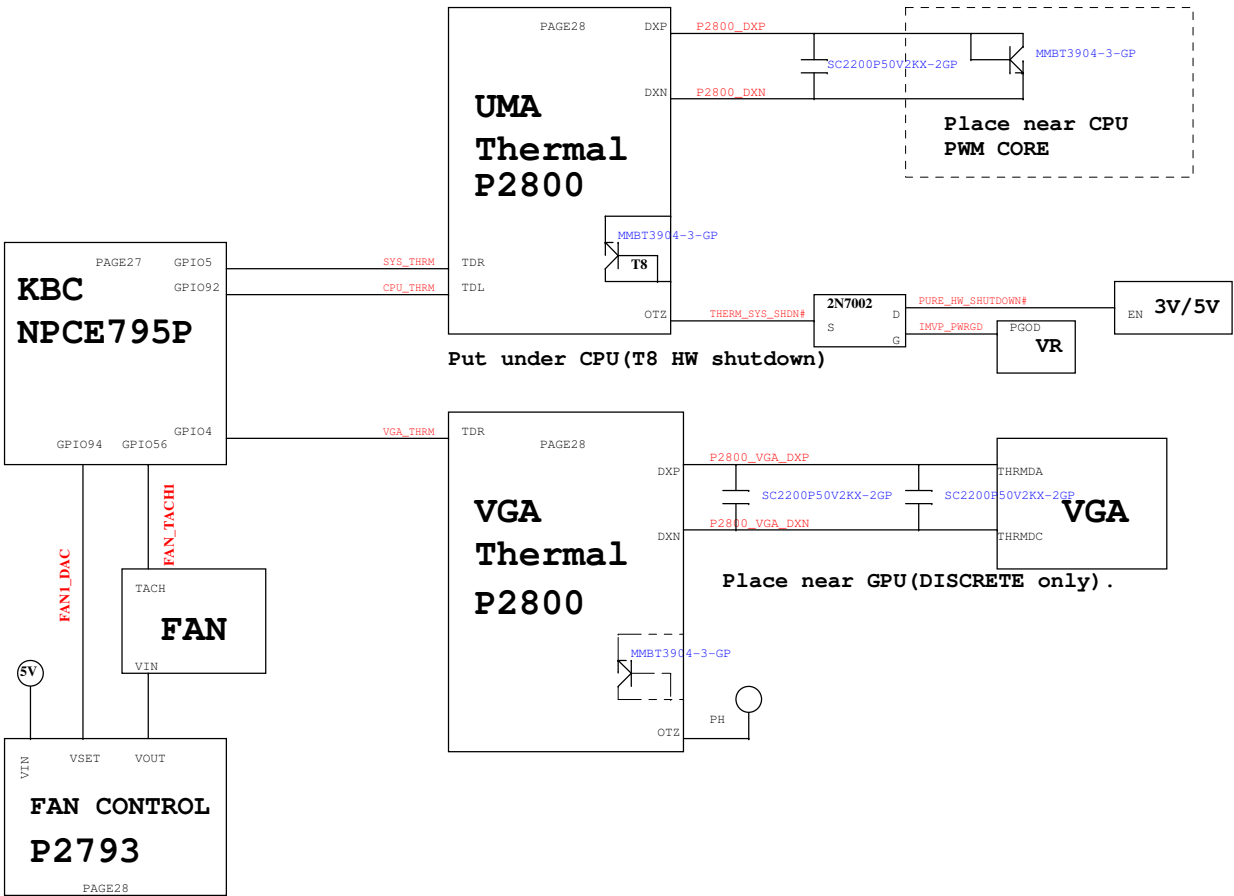 PAGE28
DXP
P2800_DXP
SC2200P50V2KX-2GP
MMBT3904-3-GP
DXN
P2800_DXN
UMA
Thermal
P2800
Place near CPU
PWM CORE
MMBT3904-3-GP
T8
PAGE27
GPIO5
SYS_THRM
TDR
GPIO92
CPU_THRM
TDL
KBC
NPCE795P
OTZ
THERM_SYS_SHDN#
2N7002
S
D
G
PURE_HW_SHUTDOWN#
IMVP_PWRGD
PGOD
VR
EN
3V/5V
Put under CPU(T8 HW shutdown)
GPIO4
VGA_THRM
TDR
GPIO94
GPIO56
PAGE28
DXP
P2800_VGA_DXP
THRMDA
SC2200P50V2KX-2GP
SC2200P50V2KX-2GP
VGA
DXN
P2800_VGA_DXN
THRMDC
VGA
Thermal
P2800
Place near GPU(DISCRETE only).
FAN1_DAC
FAN_TACH1
TACH
FAN
VIN
MMBT3904-3-GP
OTZ
PH
5V
VIN
VSET
VOUT
FAN CONTROL
P2793
PAGE28